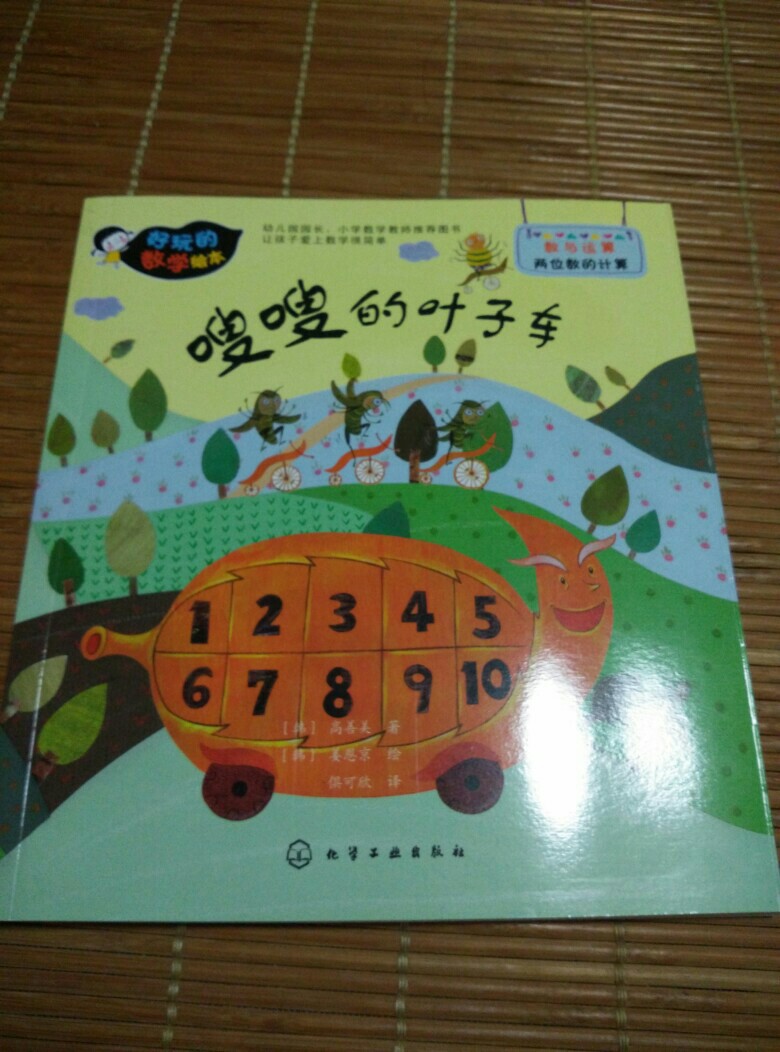 好玩的
数学绘本
幼儿园园长、小学数学教师推荐图书
让孩子爱上数学很简单
数与运算
两位数的计算
嗖嗖的叶子车
1 2 3 4 5
6 7 8 9 10
[韩] 高善美 著
[韩] 姜恩京 绘
译
化学工业出版社